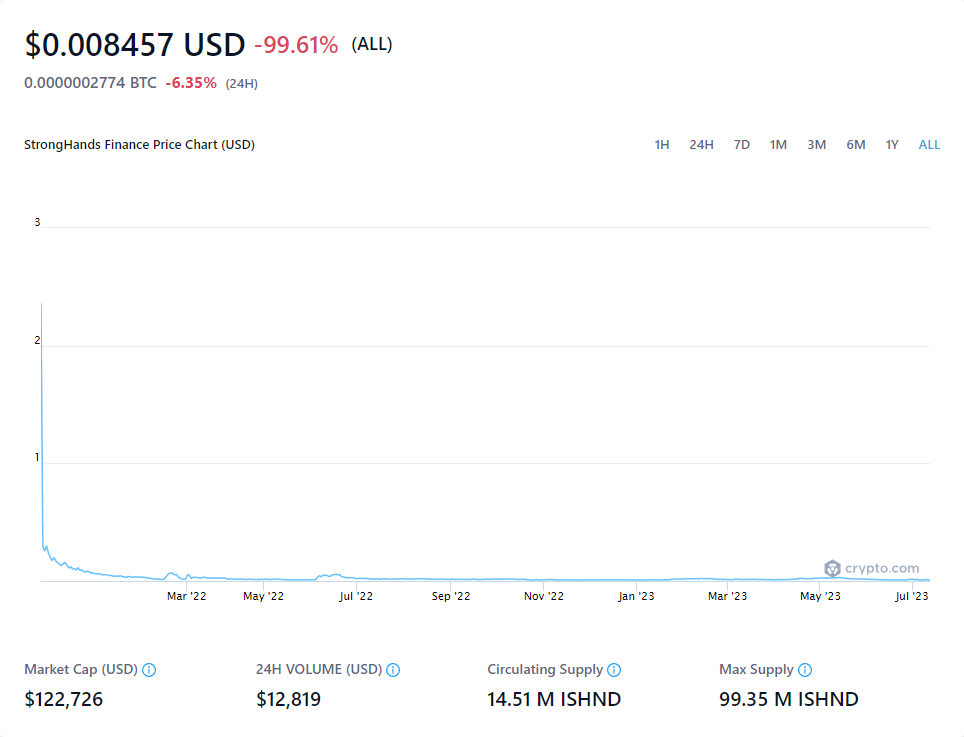 $0.008457 USD -99.61% (ALL)
0.0000002774 BTC -6.35% (24H)
StrongHands Finance Price Chart (USD) 1H 24H 7D 1M 3M 6M 1Y ALL
3
2
1
crypto.com
Mar '22 May '22 Jul '22 Sep '22 Nov '22 Jan '23 Mar '23 May '23 Jul '23
Market Cap (USD) 24H VOLUME (USD) Circulating Supply Max Supply
$122,726 $12,819 14.51 M ISHND 99.35 M ISHND